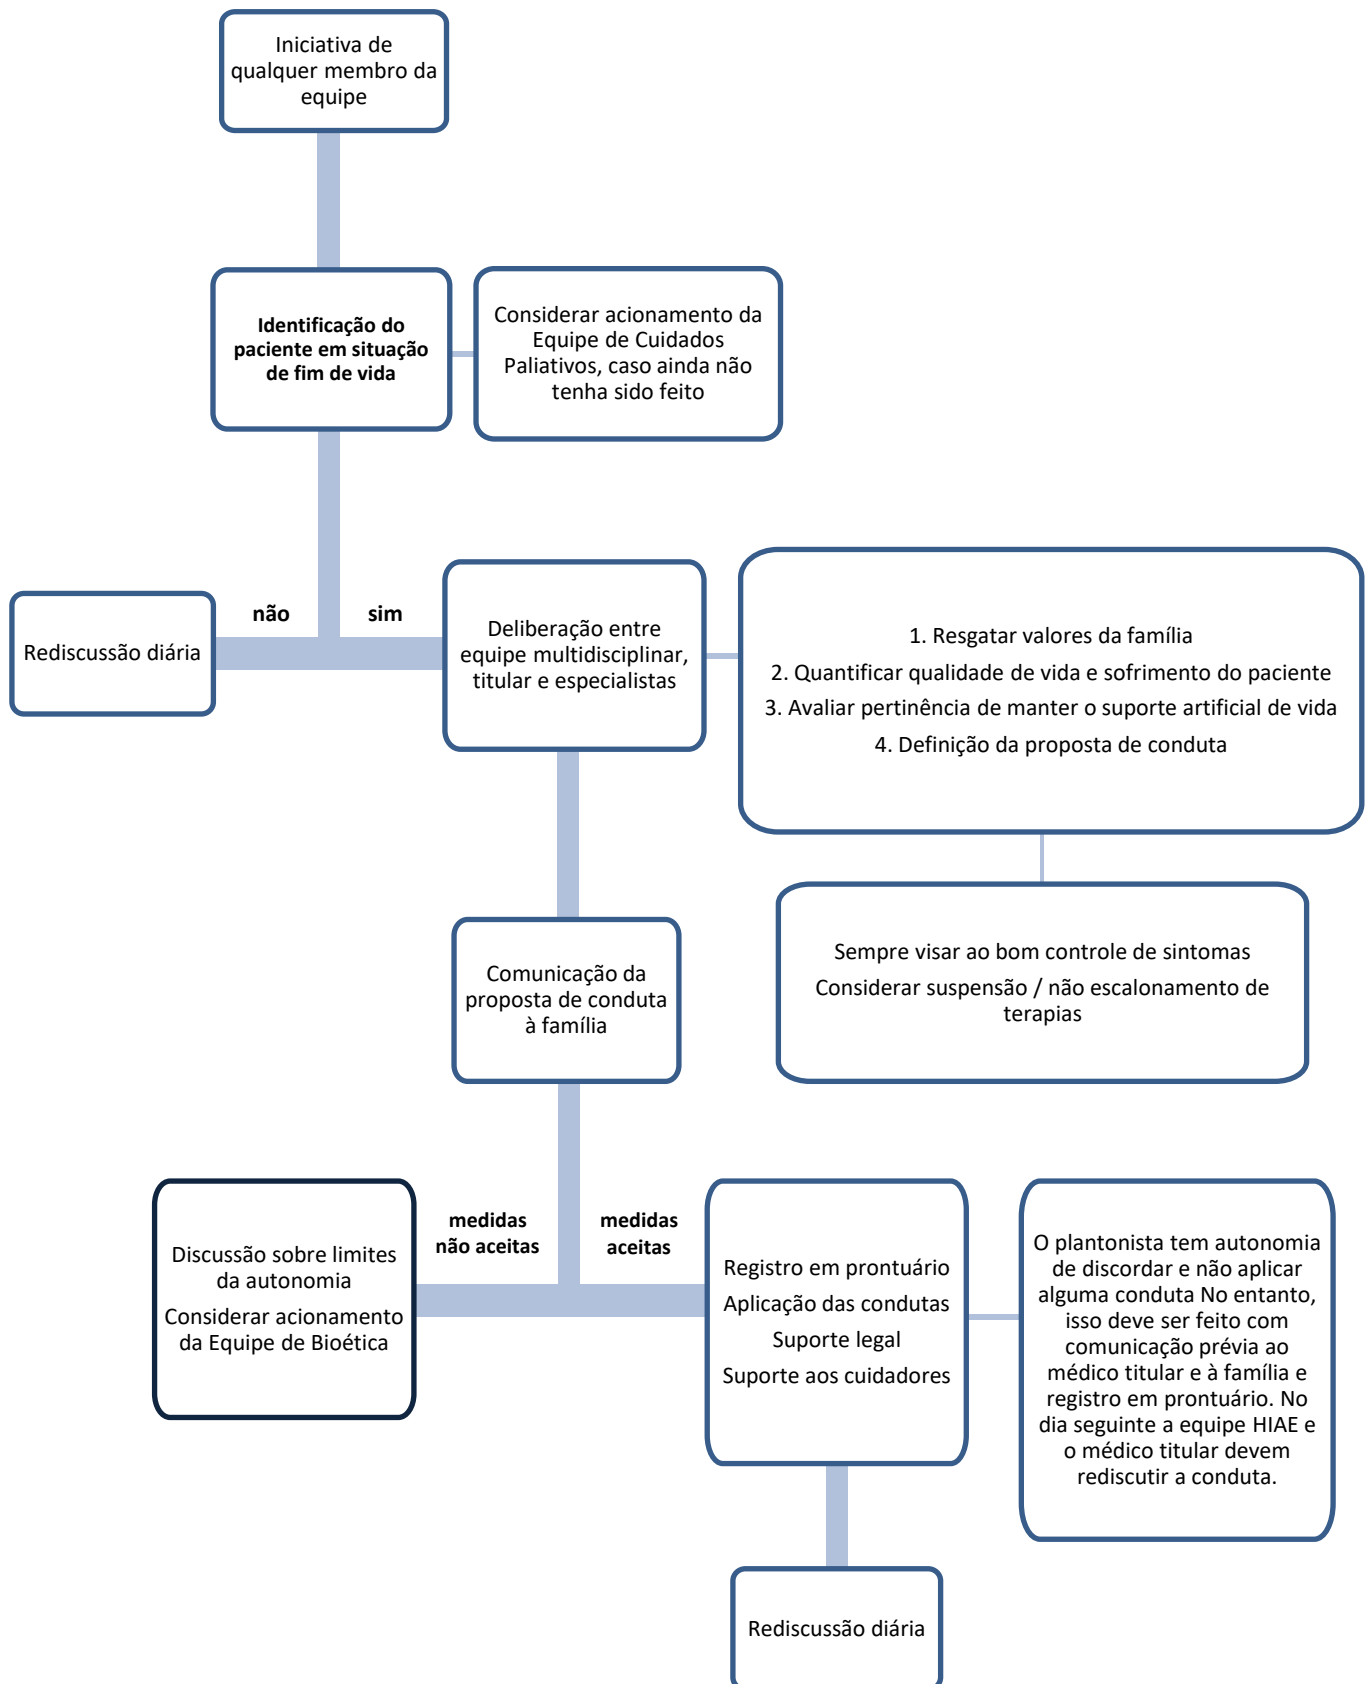 Iniciativa de
qualquer membro da
equipe
Identificação do
paciente em situação
de fim de vida
Considerar acionamento da
Equipe de Cuidados
Paliativos, caso ainda não
tenha sido feito
não
sim
Rediscussão diária
Deliberação entre
equipe multidisciplinar,
titular e especialistas
1. Resgatar valores da família
2. Quantificar qualidade de vida e sofrimento do paciente
3. Avaliar pertinência de manter o suporte artificial de vida
4. Definição da proposta de conduta
Sempre visar ao bom controle de sintomas
Considerar suspensão / não escalonamento de
terapias
Comunicação da
proposta de conduta
à família
medidas
não aceitas
medidas
aceitas
Discussão sobre limites
da autonomia
Considerar acionamento
da Equipe de Bioética
Registro em prontuário
Aplicação das condutas
Suporte legal
Suporte aos cuidadores
O plantonista tem autonomia
de discordar e não aplicar
alguma conduta No entanto,
isso deve ser feito com
comunicação prévia ao
médico titular e à família e
registro em prontuário. No
dia seguinte a equipe HIAE e
o médico titular devem
rediscutir a conduta.
Rediscussão diária